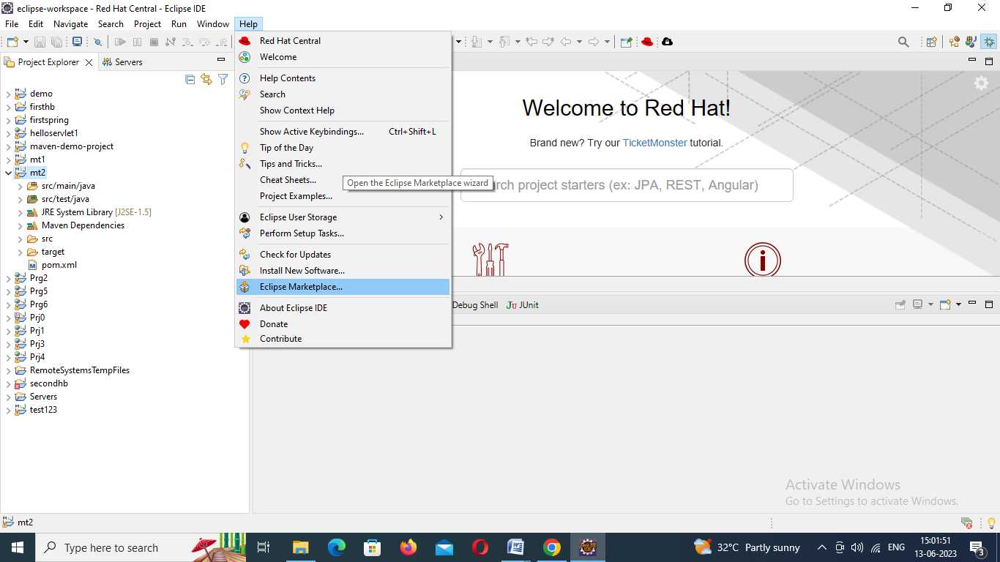 eclipse-workspace - Red Hat Central - Eclipse IDE
File Edit Navigate Search Project Run Window Help
Project Explorer Servers
demo
firsthb
firstspring
helloservlet1
maven-demo-project
mt1
mt2
src/main/java
src/test/java
JRE System Library [J2SE-1.5]
Maven Dependencies
src
target
pom.xml
Prg2
Prg5
Prg6
Prj0
Prj1
Prj3
Prj4
RemoteSystemsTempFiles
secondhb
Servers
test123
Red Hat Central
Welcome
Help Contents
Search
Show Context Help
Show Active Keybindings... Ctrl+Shift+L
Tip of the Day
Tips and Tricks...
Cheat Sheets...
Project Examples...
Eclipse User Storage
Perform Setup Tasks...
Check for Updates
Install New Software...
Eclipse Marketplace...
About Eclipse IDE
Donate
Contribute
Open the Eclipse Marketplace wizard
Welcome to Red Hat!
Brand new? Try our TicketMonster tutorial.
rch project starters (ex: JPA, REST, Angular)
Debug Shell JUnit
Activate Windows
Go to Settings to activate Windows.
mt2
Type here to search
32°C Partly sunny
ENG
15:01:51
13-06-2023
3